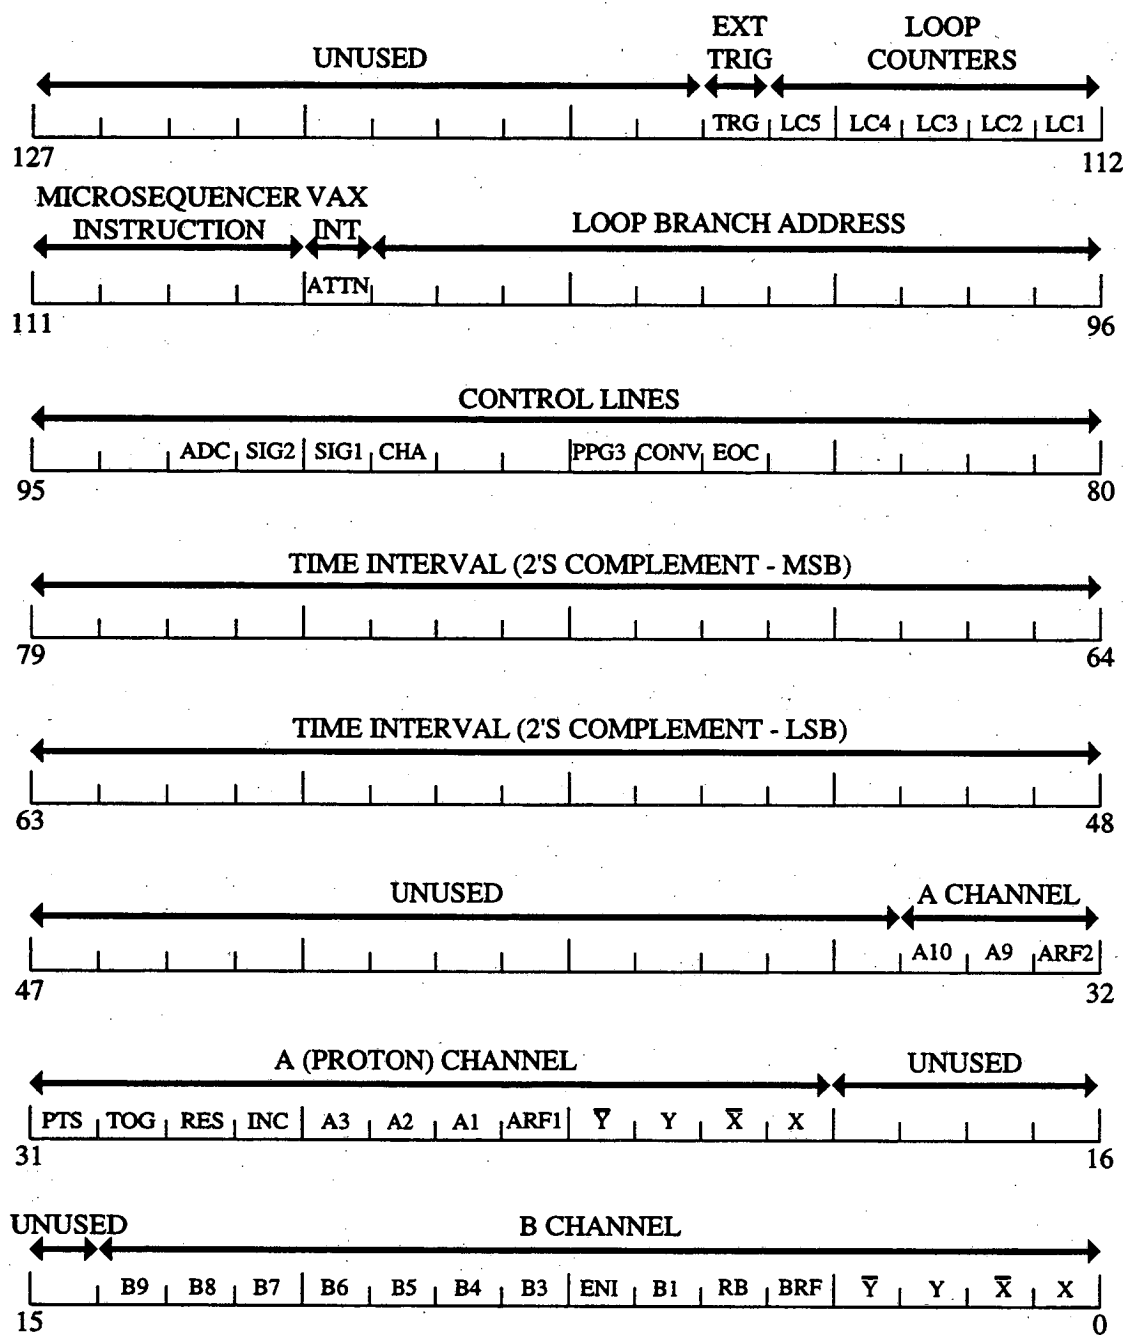 UNUSED
EXT
TRIG
LOOP
COUNTERS
TRG LC5 LC4 LC3 LC2 LC1
127 112
MICROSEQUENCER
INSTRUCTION
VAX
INT
LOOP BRANCH ADDRESS
ATTN
111 96
CONTROL LINES
ADC SIG2 SIG1 CHA PPG3 CONV EOC
95 80
TIME INTERVAL (2'S COMPLEMENT - MSB)
79 64
TIME INTERVAL (2'S COMPLEMENT - LSB)
63 48
UNUSED A CHANNEL
A10 A9 ARF2
47 32
A (PROTON) CHANNEL UNUSED
PTS TOG RES INC A3 A2 A1 ARF1 Y̅ Y X̅ X
31 16
UNUSED B CHANNEL
B9 B8 B7 B6 B5 B4 B3 ENI B1 RB BRF Y̅ Y X̅ X
15 0